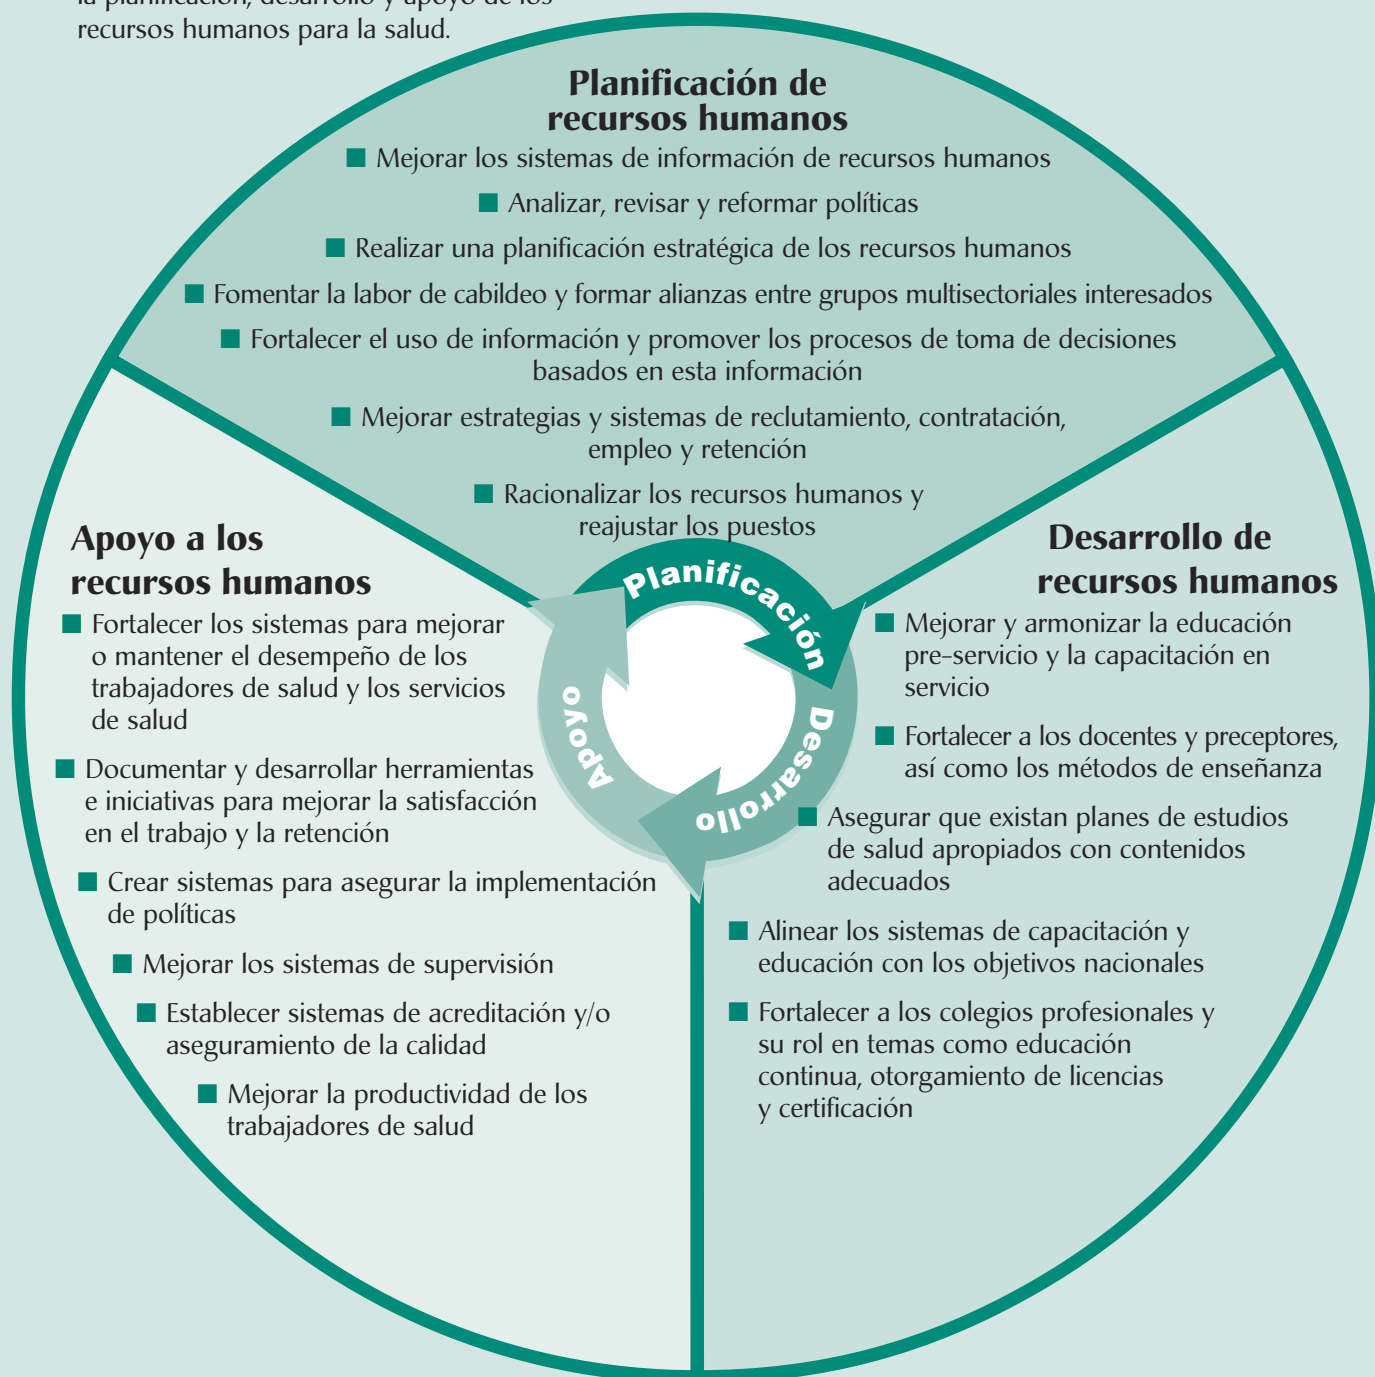 la planificación, desarrollo y apoyo de los
recursos humanos para la salud.
Planificación de
recursos humanos
■ Mejorar los sistemas de información de recursos humanos
■ Analizar, revisar y reformar políticas
■ Realizar una planificación estratégica de los recursos humanos
■ Fomentar la labor de cabildeo y formar alianzas entre grupos multisectoriales interesados
■ Fortalecer el uso de información y promover los procesos de toma de decisiones
basados en esta información
■ Mejorar estrategias y sistemas de reclutamiento, contratación,
empleo y retención
■ Racionalizar los recursos humanos y
reajustar los puestos
Apoyo a los
recursos humanos
■ Fortalecer los sistemas para mejorar
o mantener el desempeño de los
trabajadores de salud y los servicios
de salud
■ Documentar y desarrollar herramientas
e iniciativas para mejorar la satisfacción
en el trabajo y la retención
■ Crear sistemas para asegurar la implementación
de políticas
■ Mejorar los sistemas de supervisión
■ Establecer sistemas de acreditación y/o
aseguramiento de la calidad
■ Mejorar la productividad de los
trabajadores de salud
Planificación
Desarrollo
Apoyo
Desarrollo de
recursos humanos
■ Mejorar y armonizar la educación
pre-servicio y la capacitación en
servicio
■ Fortalecer a los docentes y preceptores,
así como los métodos de enseñanza
■ Asegurar que existan planes de estudios
de salud apropiados con contenidos
adecuados
■ Alinear los sistemas de capacitación y
educación con los objetivos nacionales
■ Fortalecer a los colegios profesionales y
su rol en temas como educación
continua, otorgamiento de licencias
y certificación